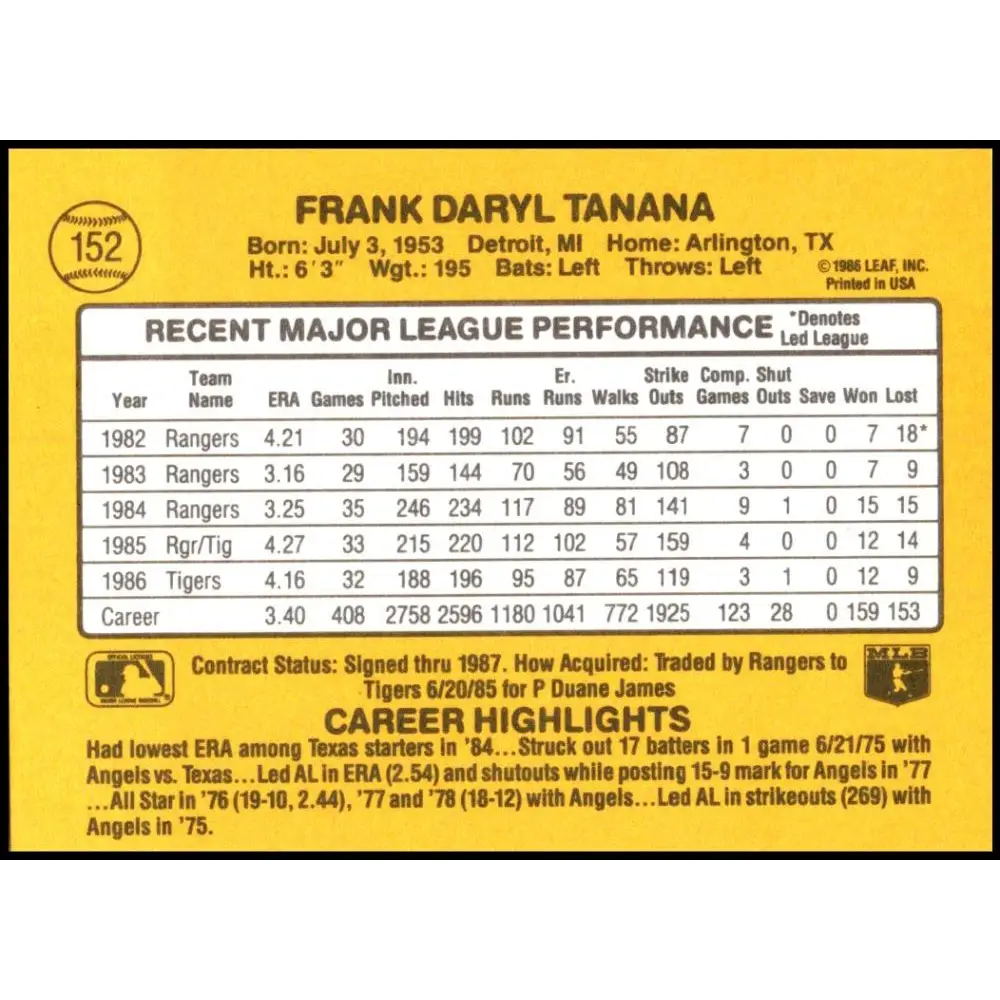 FRANK DARYL TANANA
152
Born: July 3, 1953 Detroit, MI Home: Arlington, TX
Ht.: 6'3" Wgt.: 195 Bats: Left Throws: Left
©1986 LEAF, INC.
Printed in USA
RECENT MAJOR LEAGUE PERFORMANCE
*Denotes
Led League
Team Inn. Er. Strike Comp. Shut
Year Name ERA Games Pitched Hits Runs Runs Walks Outs Games Outs Save Won Lost
1982 Rangers 4.21 30 194 199 102 91 55 87 7 0 0 7 18*
1983 Rangers 3.16 29 159 144 70 56 49 108 3 0 0 7 9
1984 Rangers 3.25 35 246 234 117 89 81 141 9 1 0 15 15
1985 Rgr/Tig 4.27 33 215 220 112 102 57 159 4 0 0 12 14
1986 Tigers 4.16 32 188 196 95 87 65 119 3 1 0 12 9
Career 3.40 408 2758 2596 1180 1041 772 1925 123 28 0 159 153
Contract Status: Signed thru 1987. How Acquired: Traded by Rangers to
Tigers 6/20/85 for P Duane James
MLB
CAREER HIGHLIGHTS
Had lowest ERA among Texas starters in '84...Struck out 17 batters in 1 game 6/21/75 with
Angels vs. Texas...Led AL in ERA (2.54) and shutouts while posting 15-9 mark for Angels in '77
...All Star in '76 (19-10, 2.44), '77 and '78 (18-12) with Angels...Led AL in strikeouts (269) with
Angels in '75.